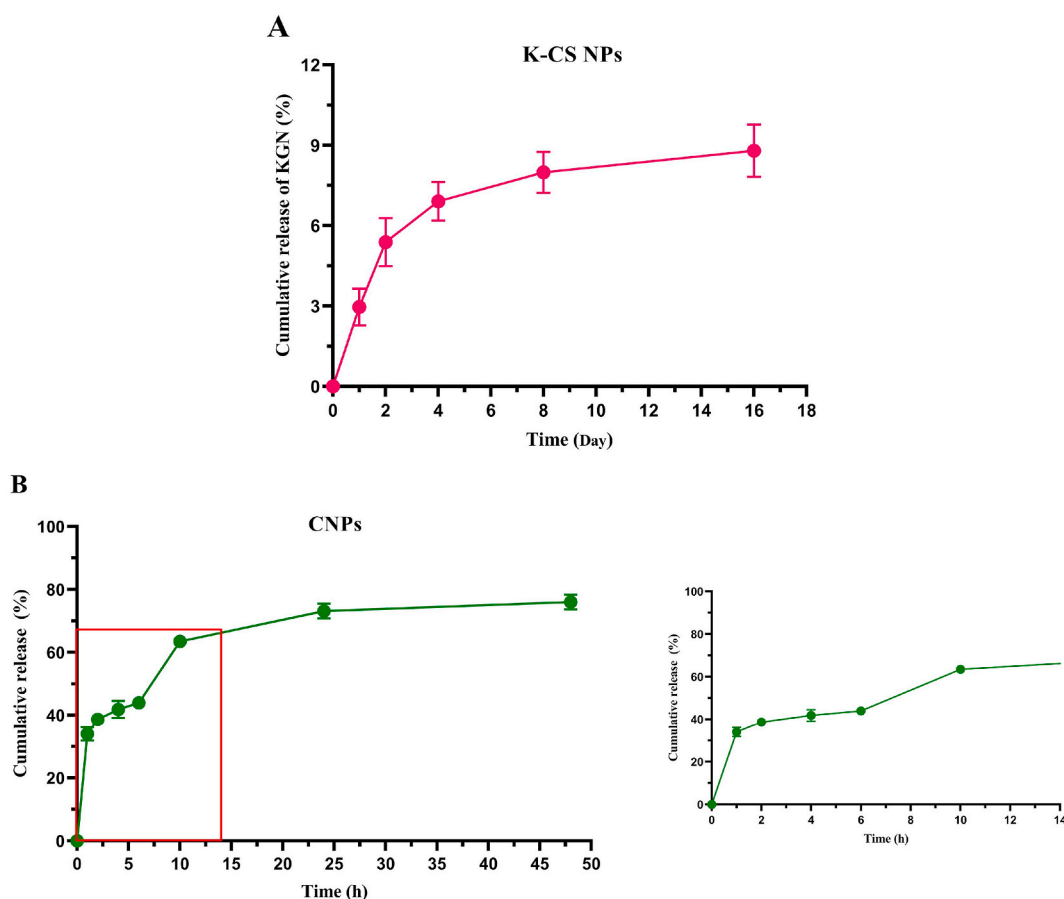 A
K-CS NPs
Cumulative release of KGN (%)
12
9
6
3
0
0 2 4 6 8 10 12 14 16 18
Time (Day)
B
CNPs
Cumulative release (%)
100
80
60
40
20
0
0 5 10 15 20 25 30 35 40 45 50
Time (h)
Cumulative release (%)
100
80
60
40
20
0
0 2 4 6 8 10 12 14
Time (h)